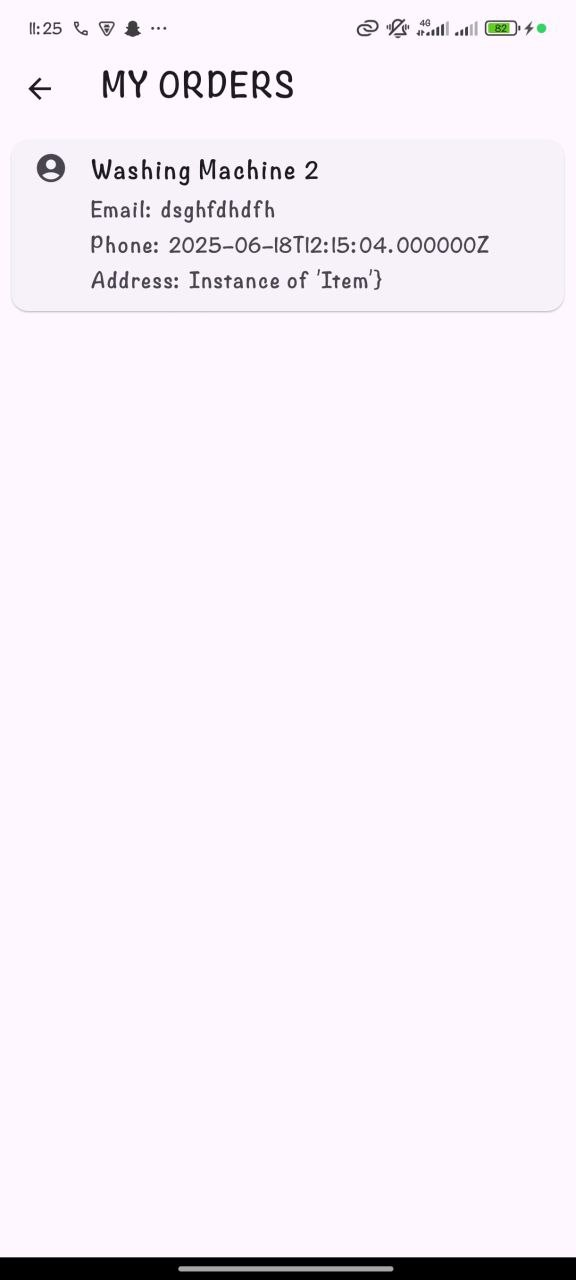 11:25 4G 82
MY ORDERS
Washing Machine 2
Email: dsghfdhdfh
Phone: 2025-06-18T12:15:04.000000Z
Address: Instance of 'Item'}